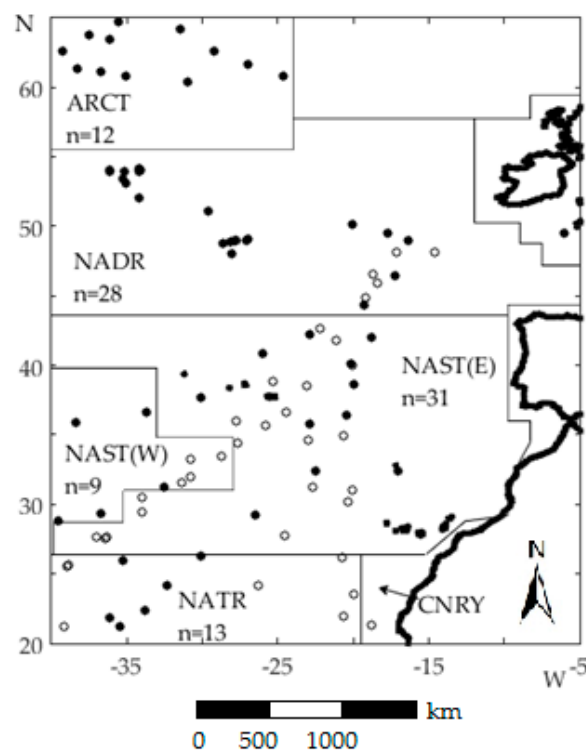 N
60
ARCT
n=12
50
NADR
n=28
40
NAST(E)
n=31
NAST(W)
n=9
30
N
NATR
n=13
CNRY
20
-35
-25
-15
-5
W
km
0
500
1000